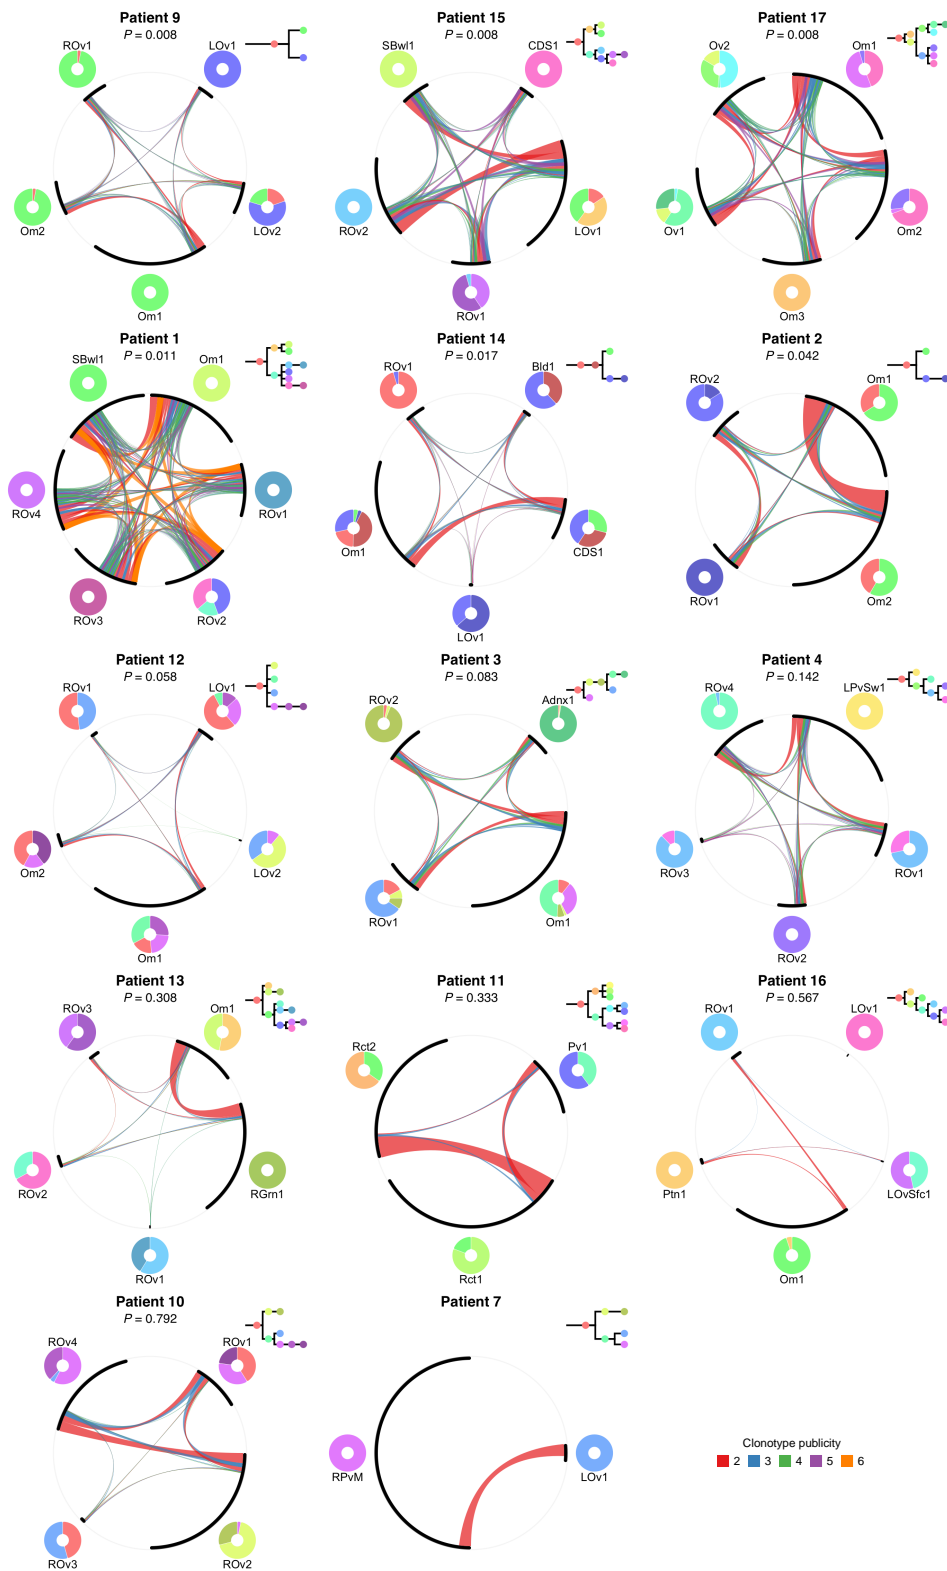 Patient 9
P = 0.008
ROv1
LOv1
Om2
LOv2
Om1
Patient 15
P = 0.008
SBwl1
CDS1
ROv2
LOv1
ROv1
Patient 17
P = 0.008
Ov2
Om1
Ov1
Om2
Om3
Patient 1
P = 0.011
SBwl1
Om1
ROv4
ROv1
ROv3
ROv2
Patient 14
P = 0.017
ROv1
Bld1
Om1
CDS1
LOv1
Patient 2
P = 0.042
ROv2
Om1
ROv1
Om2
Patient 12
P = 0.058
ROv1
LOv1
Om2
LOv2
Om1
Patient 3
P = 0.083
ROv2
Adnx1
ROv1
Om1
Patient 4
P = 0.142
ROv4
LPvSw1
ROv3
ROv1
ROv2
Patient 13
P = 0.308
ROv3
Om1
ROv2
RGrn1
ROv1
Patient 11
P = 0.333
Rct2
Pv1
Rct1
Patient 16
P = 0.567
ROv1
LOv1
Ptn1
LOvSfc1
Om1
Patient 10
P = 0.792
ROv4
ROv1
ROv3
ROv2
Patient 7
RPvM
LOv1
Clonotype publicity
2 3 4 5 6